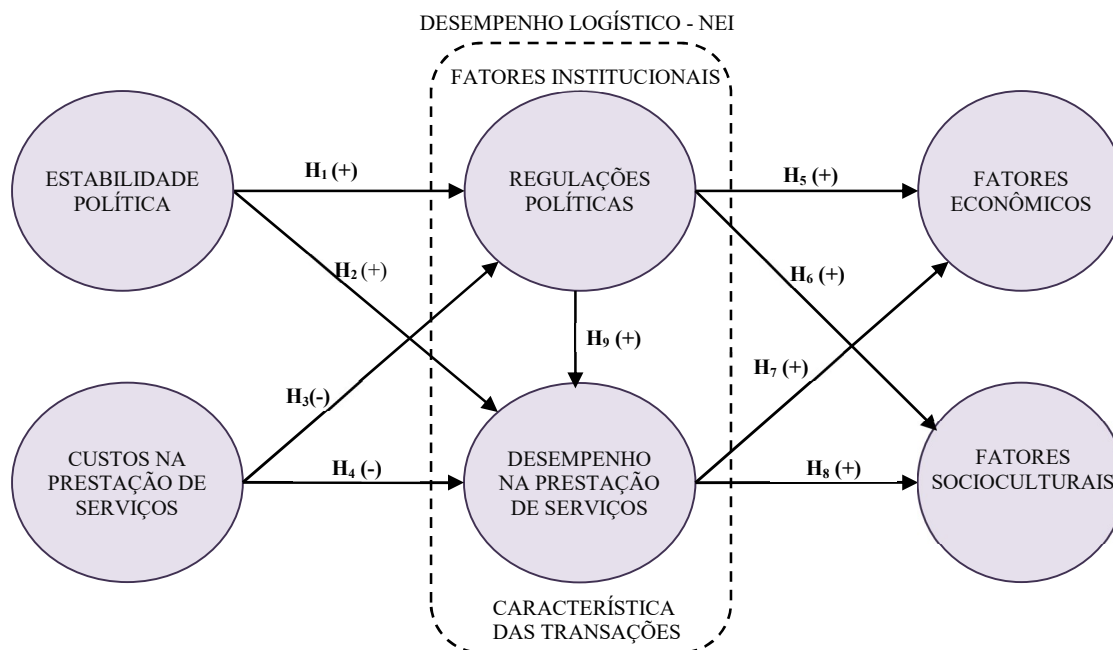 DESEMPENHO LOGÍSTICO - NEI
FATORES INSTITUCIONAIS
ESTABILIDADE
POLÍTICA
H₁ (+)
REGULAÇÕES
POLÍTICAS
H₅ (+)
FATORES
ECONÔMICOS
H₂ (+)
H₆ (+)
H₉ (+)
H₇ (+)
H₃(-)
CUSTOS NA
PRESTAÇÃO DE
SERVIÇOS
H₄ (-)
DESEMPENHO
NA PRESTAÇÃO
DE SERVIÇOS
H₈ (+)
FATORES
SOCIOCULTURAIS
CARACTERÍSTICA
DAS TRANSAÇÕES